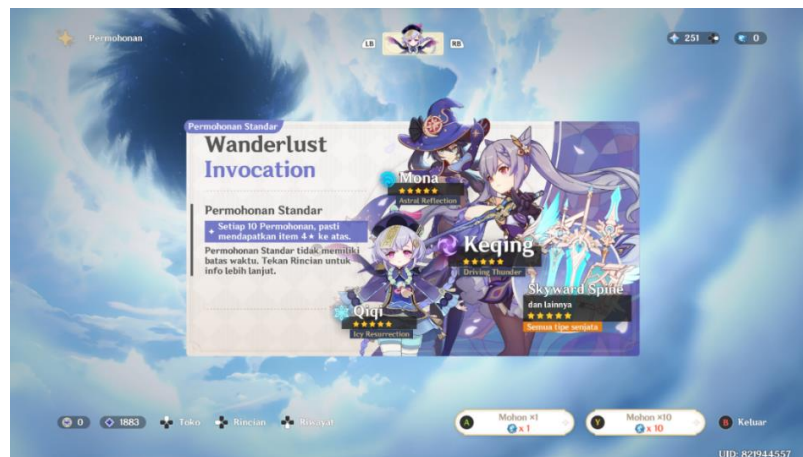 Permohonan
LB
RB
251
0
Permohonan Standar
Wanderlust
Invocation
Permohonan Standar
Setiap 10 Permohonan, pasti
mendapatkan item 4★ ke atas.
Permohonan Standar tidak memiliki
batas waktu. Tekan Rincian untuk
info lebih lanjut.
Mona
Astral Reflection
Keqing
Driving Thunder
Qiqi
Icy Resurrection
Skyward Spine
dan lainnya
Semua tipe senjata
0
1883
Toko
Rincian
Riwayat
A
Mohon ×1
x 1
Y
Mohon ×10
x 10
B
Keluar
UID: 821944557